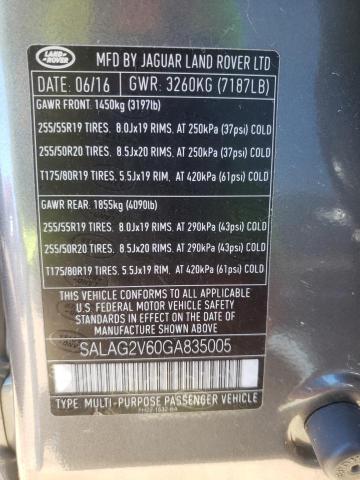 LAND ROVER
MFD BY JAGUAR LAND ROVER LTD
DATE: 06/16 GWR: 3260KG (7187LB)
GAWR FRONT: 1450kg (3197lb)
255/55R19 TIRES. 8.0Jx19 RIMS. AT 250kPa (37psi) COLD
255/50R20 TIRES. 8.5Jx20 RIMS. AT 250kPa (37psi) COLD
T175/80R19 TIRES. 5.5Jx19 RIM. AT 420kPa (61psi) COLD
GAWR REAR: 1855kg (4090lb)
255/55R19 TIRES. 8.0Jx19 RIMS. AT 290kPa (43psi) COLD
255/50R20 TIRES. 8.5Jx20 RIMS. AT 290kPa (43psi) COLD
T175/80R19 TIRES. 5.5Jx19 RIM. AT 420kPa (61psi) COLD
THIS VEHICLE CONFORMS TO ALL APPLICABLE
U.S. FEDERAL MOTOR VEHICLE SAFETY STANDARDS
IN EFFECT ON THE DATE OF
MANUFACTURE SHOWN ABOVE
SALAG2V60GA835005
TYPE: MULTI-PURPOSE PASSENGER VEHICLE